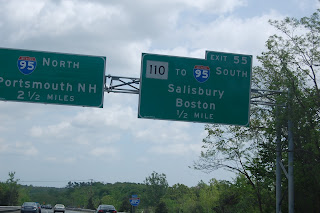 95 NORTH
Portsmouth NH
2 1/2 MILES
EXIT 55
110 TO 95 SOUTH
Salisbury
Boston
1/2 MILE